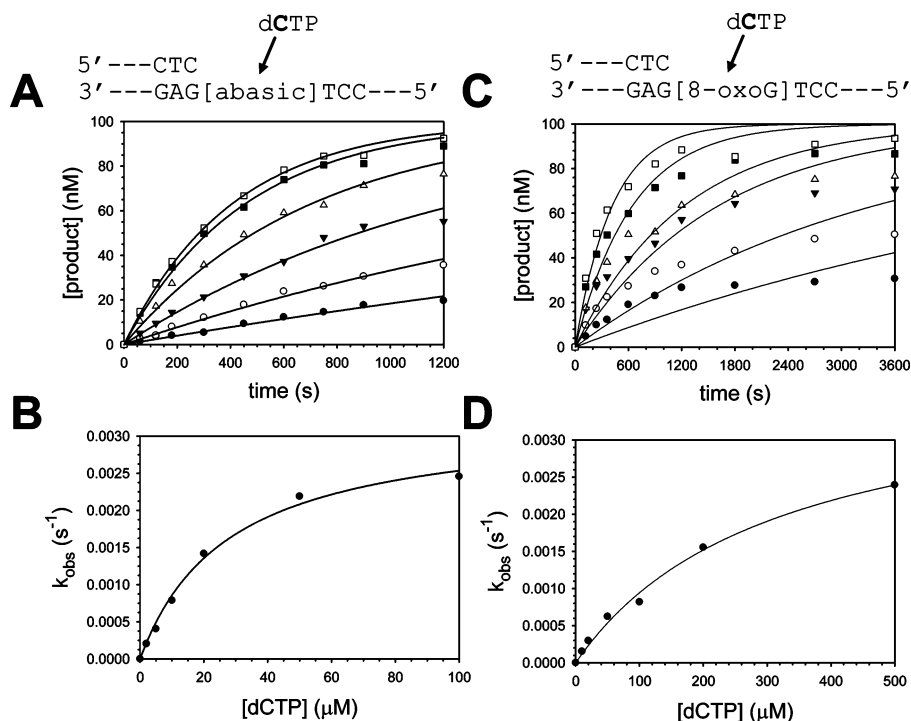 dCTP
5′ ---CTC
3′ ---GAG[abasic]TCC---5′
A
100
80
60
40
20
0
[product] (nM)
0 200 400 600 800 1000 1200
time (s)
dCTP
5′ ---CTC
3′ ---GAG[8-oxoG]TCC---5′
C
100
80
60
40
20
0
[product] (nM)
0 600 1200 1800 2400 3000 3600
time (s)
B
0.0030
0.0025
0.0020
0.0015
0.0010
0.0005
0.0000
kobs (s-1)
0 20 40 60 80 100
[dCTP] (μM)
D
0.0030
0.0025
0.0020
0.0015
0.0010
0.0005
0.0000
kobs (s-1)
0 100 200 300 400 500
[dCTP] (μM)